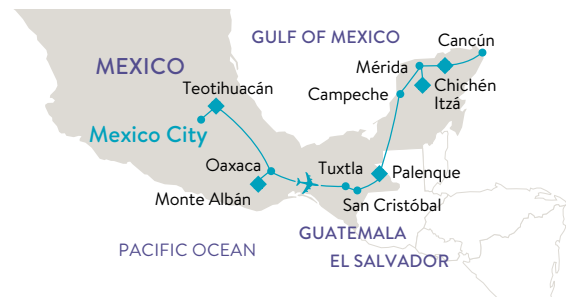 GULF OF MEXICO
Cancún
MEXICO
Mérida
Teotihuacán
Chichén
Itzá
Campeche
Mexico City
Oaxaca
Tuxtla
Palenque
Monte Albán
San Cristóbal
GUATEMALA
PACIFIC OCEAN
EL SALVADOR